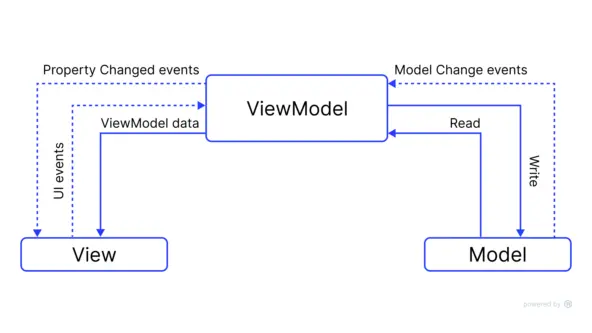 Property Changed events
Model Change events
ViewModel
ViewModel data
Read
UI events
Write
View
Model
powered by